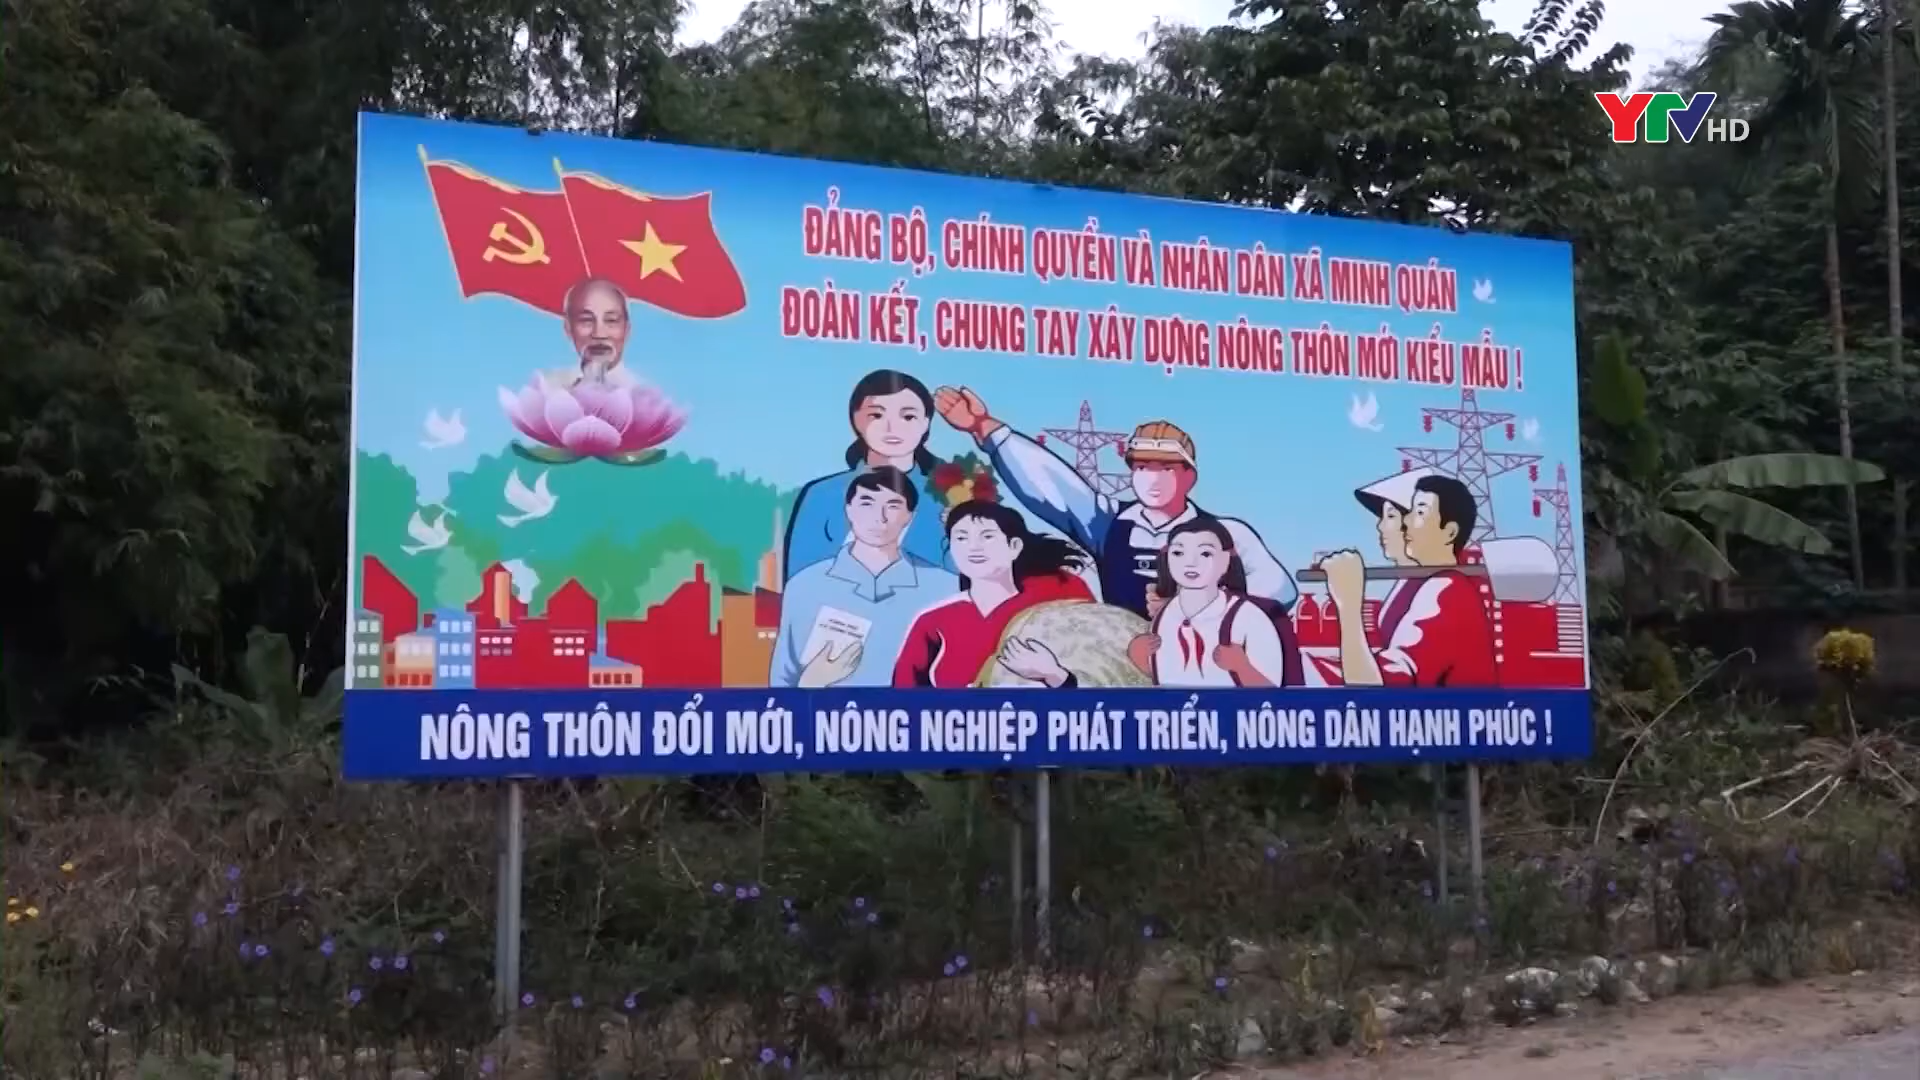 YTV HD
ĐẢNG BỘ, CHÍNH QUYỀN VÀ NHÂN DÂN XÃ MINH QUÁN
ĐOÀN KẾT, CHUNG TAY XÂY DỰNG NÔNG THÔN MỚI KIỂU MẪU !
NÔNG THÔN ĐỔI MỚI, NÔNG NGHIỆP PHÁT TRIỂN, NÔNG DÂN HẠNH PHÚC !